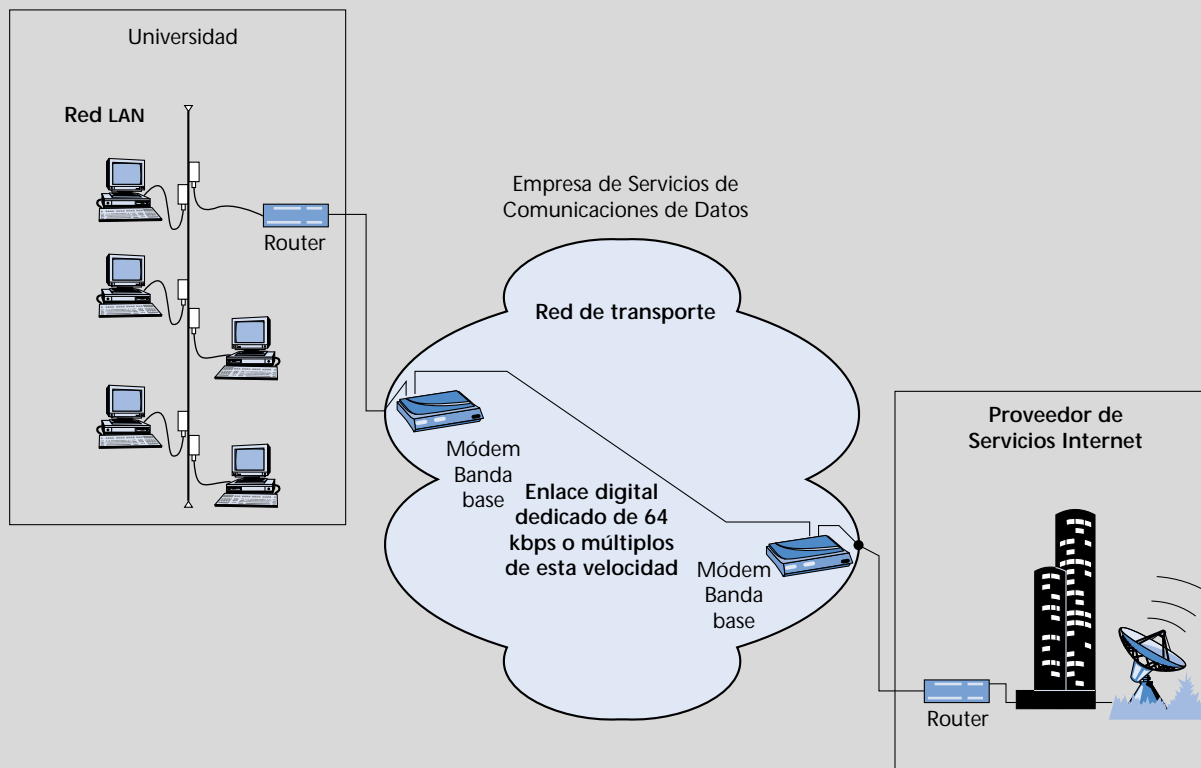 Universidad
Red LAN
Router
Empresa de Servicios de
Comunicaciones de Datos
Red de transporte
Módem
Banda
base
Enlace digital
dedicado de 64
kbps o múltiplos
de esta velocidad
Módem
Banda
base
Proveedor de
Servicios Internet
Router